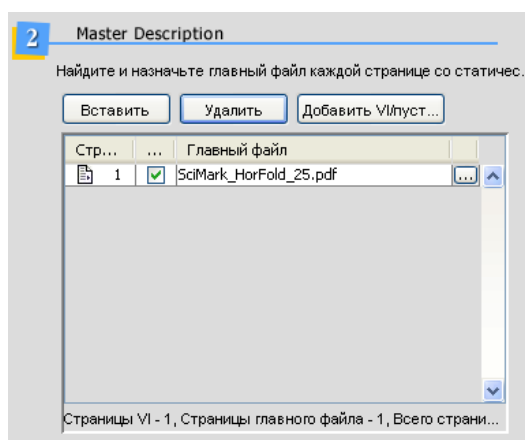 2 Master Description
Найдите и назначьте главный файл каждой странице со статичес.
Вставить Удалить Добавить VI/пуст...
Стр... ... Главный файл
1 SciMark_HorFold_25.pdf ...
Страницы VI - 1, Страницы главного файла - 1, Всего страни...